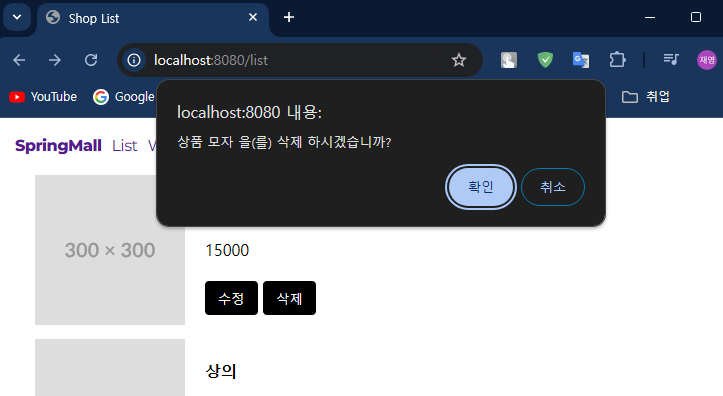 Shop List
localhost:8080/list
재영
YouTube
Google
취업
localhost:8080 내용:
상품 모자 을(를) 삭제 하시겠습니까?
확인 취소
SpringMall List
300 × 300
15000
수정 삭제
상의